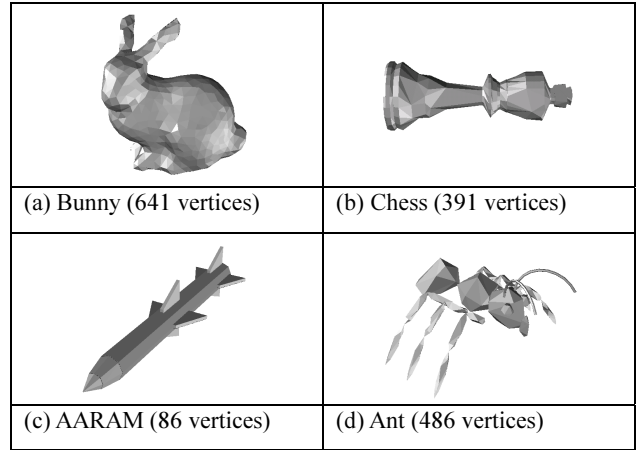 (a) Bunny (641 vertices)
(b) Chess (391 vertices)
(c) AARAM (86 vertices)
(d) Ant (486 vertices)